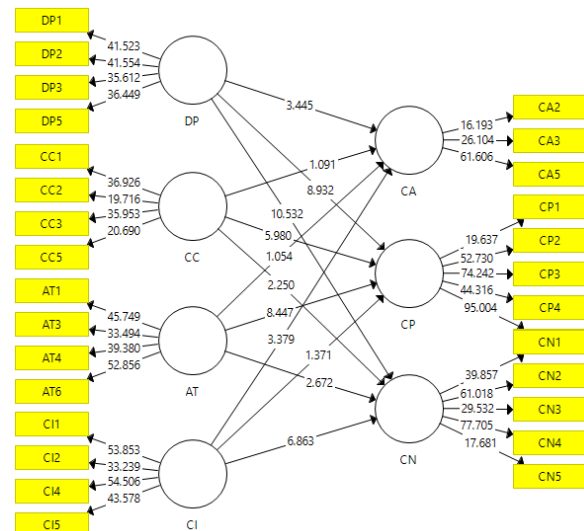 DP1
DP2
DP3
DP5
41.523
41.554
35.612
36.449
DP
CC1
CC2
CC3
CC5
36.926
19.716
35.953
20.690
CC
AT1
AT3
AT4
AT6
45.749
33.494
39.380
52.856
AT
CI1
CI2
CI4
CI5
53.853
33.239
54.506
43.578
CI
3.445
1.091
8.932
10.532
5.980
1.054
2.250
8.447
3.379
1.371
2.672
6.863
CA
16.193
26.104
61.606
CA2
CA3
CA5
CP
19.637
52.730
74.242
44.316
95.004
CP1
CP2
CP3
CP4
CN
39.857
61.018
29.532
77.705
17.681
CN1
CN2
CN3
CN4
CN5